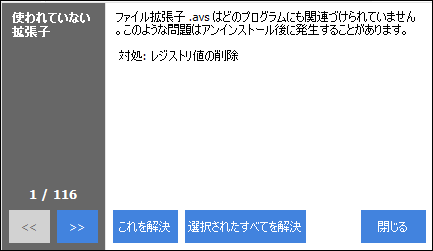 使われていない
拡張子
ファイル拡張子 .avs はどのプログラムにも関連づけられていません
。このような問題はアンインストール後に発生することがあります。
対処: レジストリ値の削除
1 / 116
<<
>>
これを解決
選択されたすべてを解決
閉じる